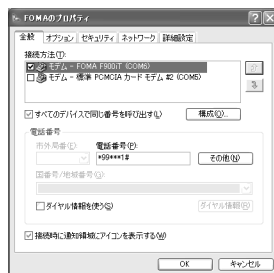 FOMAのプロパティ
全般 オプション セキュリティ ネットワーク 詳細設定
接続方法(T):
モデム - FOMA F900iT (COM6)
モデム - 標準 PCMCIA カード モデム #2 (COM5)
すべてのデバイスで同じ番号を呼び出す(L)
構成(O)...
電話番号
市外局番(E): 電話番号(P):
*99***1#
その他(N)
国番号/地域番号(G):
ダイヤル情報を使う(S)
ダイヤル情報(R)
接続時に通知領域にアイコンを表示する(W)
OK キャンセル